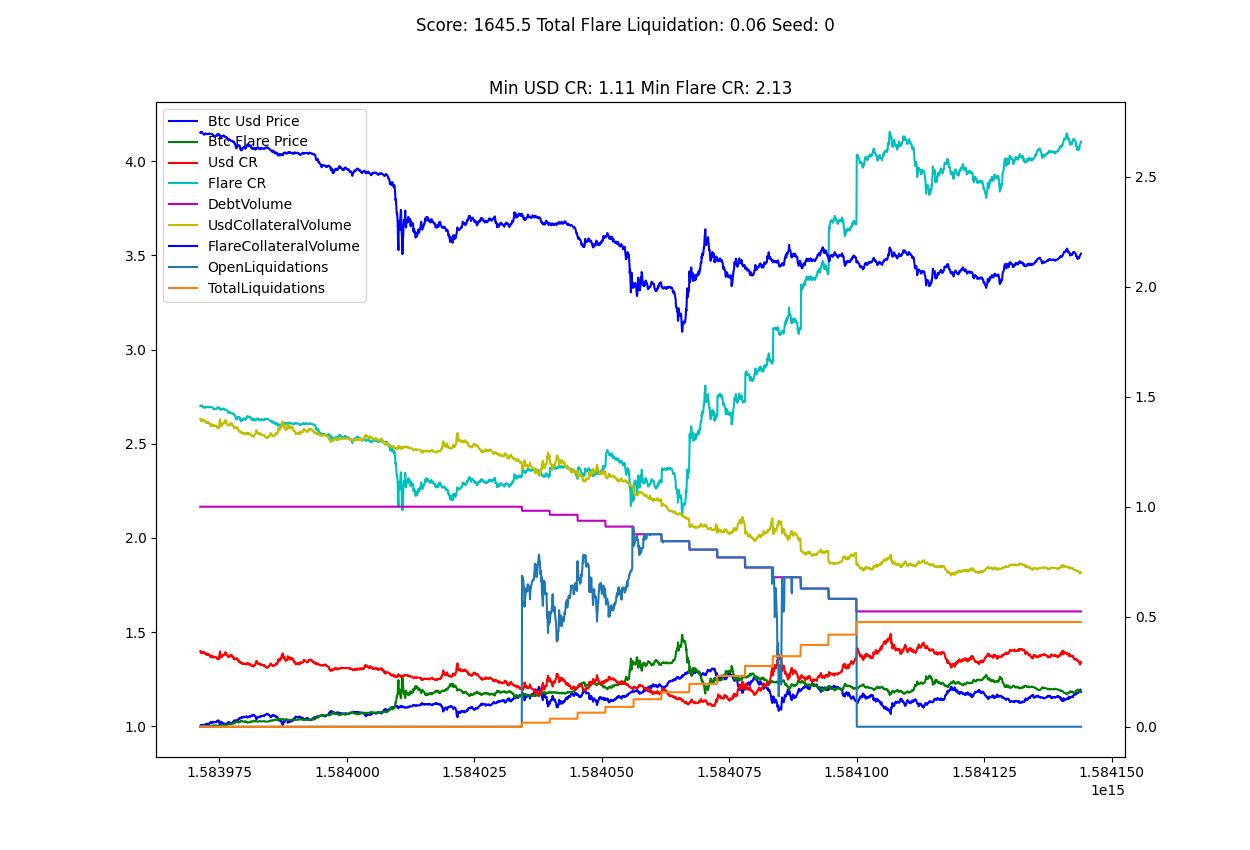 Score: 1645.5 Total Flare Liquidation: 0.06 Seed: 0
Min USD CR: 1.11 Min Flare CR: 2.13
Btc Usd Price
Btc Flare Price
Usd CR
Flare CR
DebtVolume
UsdCollateralVolume
FlareCollateralVolume
OpenLiquidations
TotalLiquidations
4.0
3.5
3.0
2.5
2.0
1.5
1.0
2.5
2.0
1.5
1.0
0.5
0.0
1.583975 1.584000 1.584025 1.584050 1.584075 1.584100 1.584125 1.584150
1e15